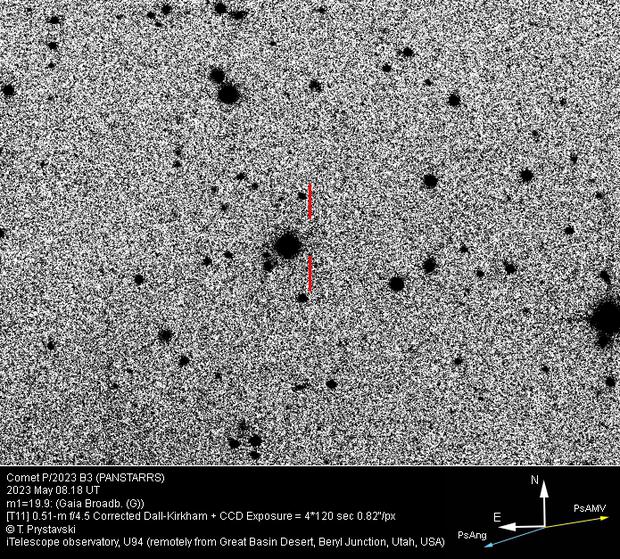 Comet P/2023 B3 (PANSTARRS)
2023 May 08.18 UT
m1=19.9: (Gaia Broadb. (G))
[T11] 0.51-m f/4.5 Corrected Dall-Kirkham + CCD Exposure = 4*120 sec 0.82"/px
© T. Prystavski
iTelescope observatory, U94 (remotely from Great Basin Desert, Beryl Junction, Utah, USA)
N
PsAMV
E
PsAng